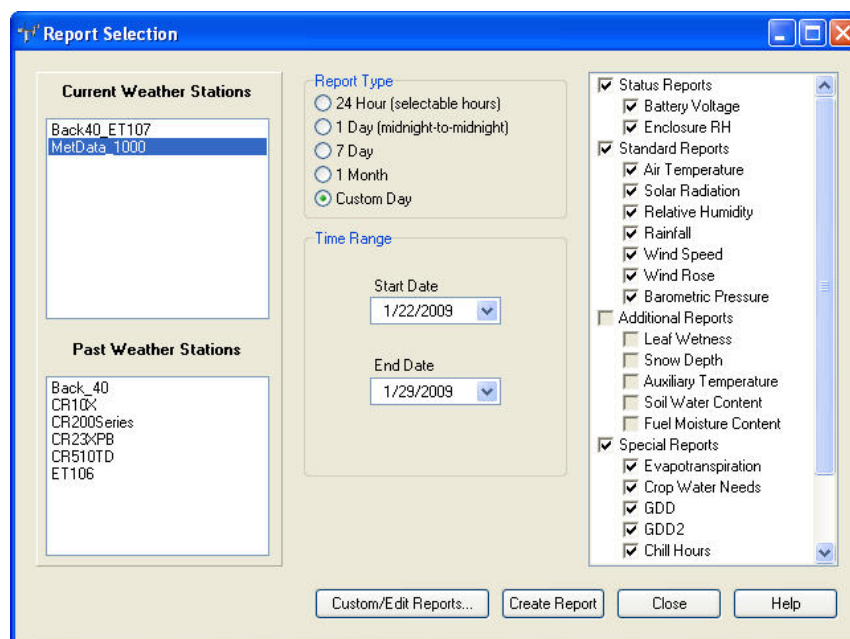 Report Selection
Current Weather Stations
Back40_ET107
MetData_1000
Past Weather Stations
Back_40
CR10X
CR200Series
CR23XPB
CR510TD
ET106
Report Type
24 Hour (selectable hours)
1 Day (midnight-to-midnight)
7 Day
1 Month
Custom Day
Time Range
Start Date
1/22/2009
End Date
1/29/2009
Status Reports
Battery Voltage
Enclosure RH
Standard Reports
Air Temperature
Solar Radiation
Relative Humidity
Rainfall
Wind Speed
Wind Rose
Barometric Pressure
Additional Reports
Leaf Wetness
Snow Depth
Auxiliary Temperature
Soil Water Content
Fuel Moisture Content
Special Reports
Evapotranspiration
Crop Water Needs
GDD
GDD2
Chill Hours
Custom/Edit Reports...
Create Report
Close
Help